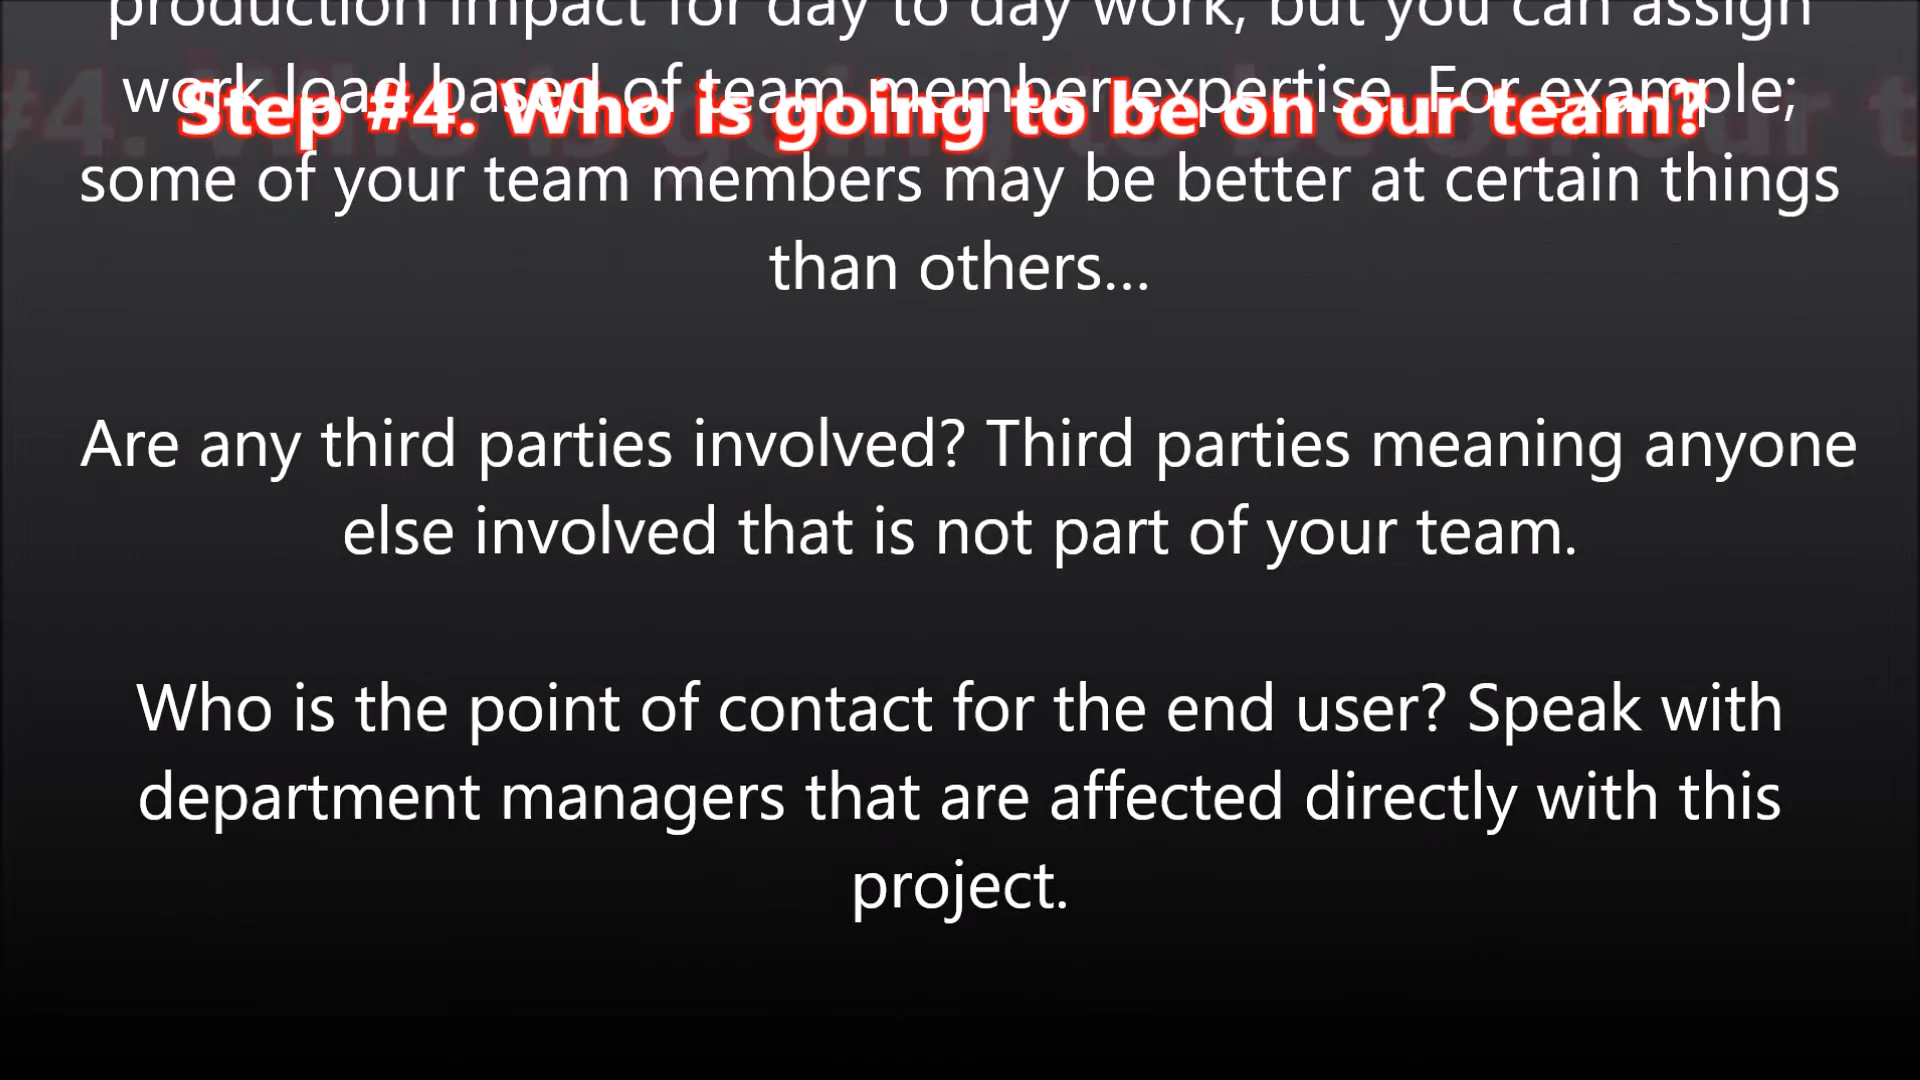 production impact for day to day work, but you can assign
work load based of team member expertise. For example;
Step #4. Who is going to be on our team?
some of your team members may be better at certain things
than others...
Are any third parties involved? Third parties meaning anyone
else involved that is not part of your team.
Who is the point of contact for the end user? Speak with
department managers that are affected directly with this
project.